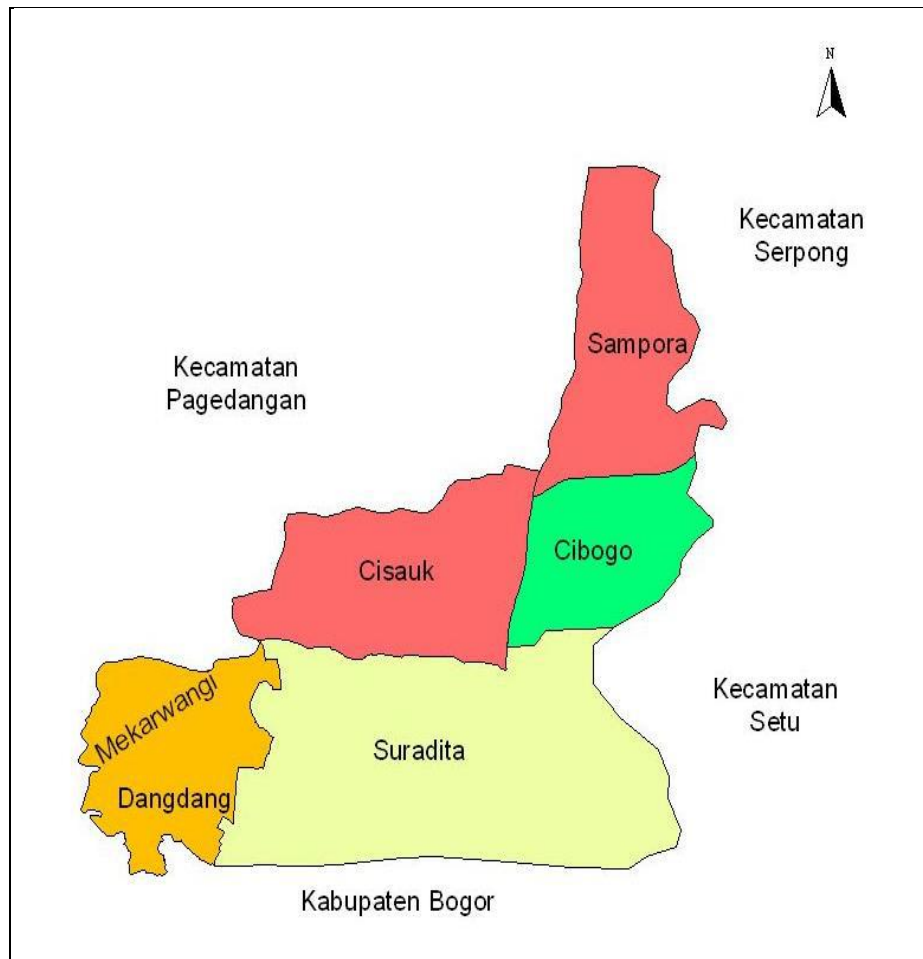 N
Kecamatan
Serpong
Sampora
Kecamatan
Pagedangan
Cibogo
Cisauk
Kecamatan
Setu
Mekarwangi
Suradita
Dangdang
Kabupaten Bogor